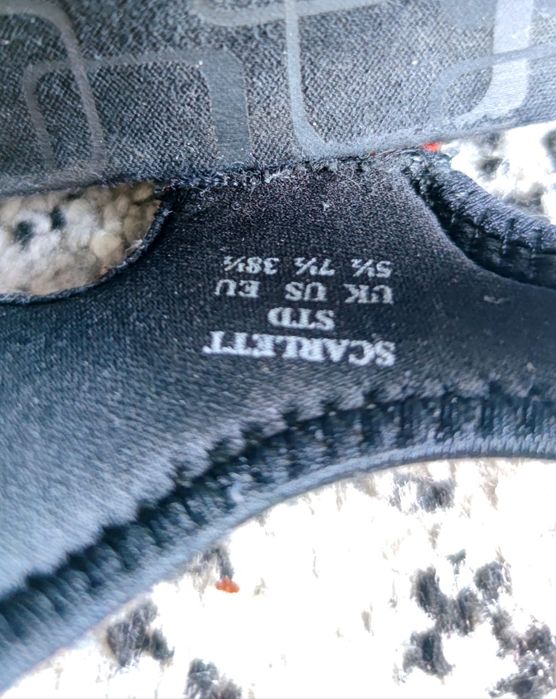 SCARLETT
STD
UK US EU
5½ 7½ 38½